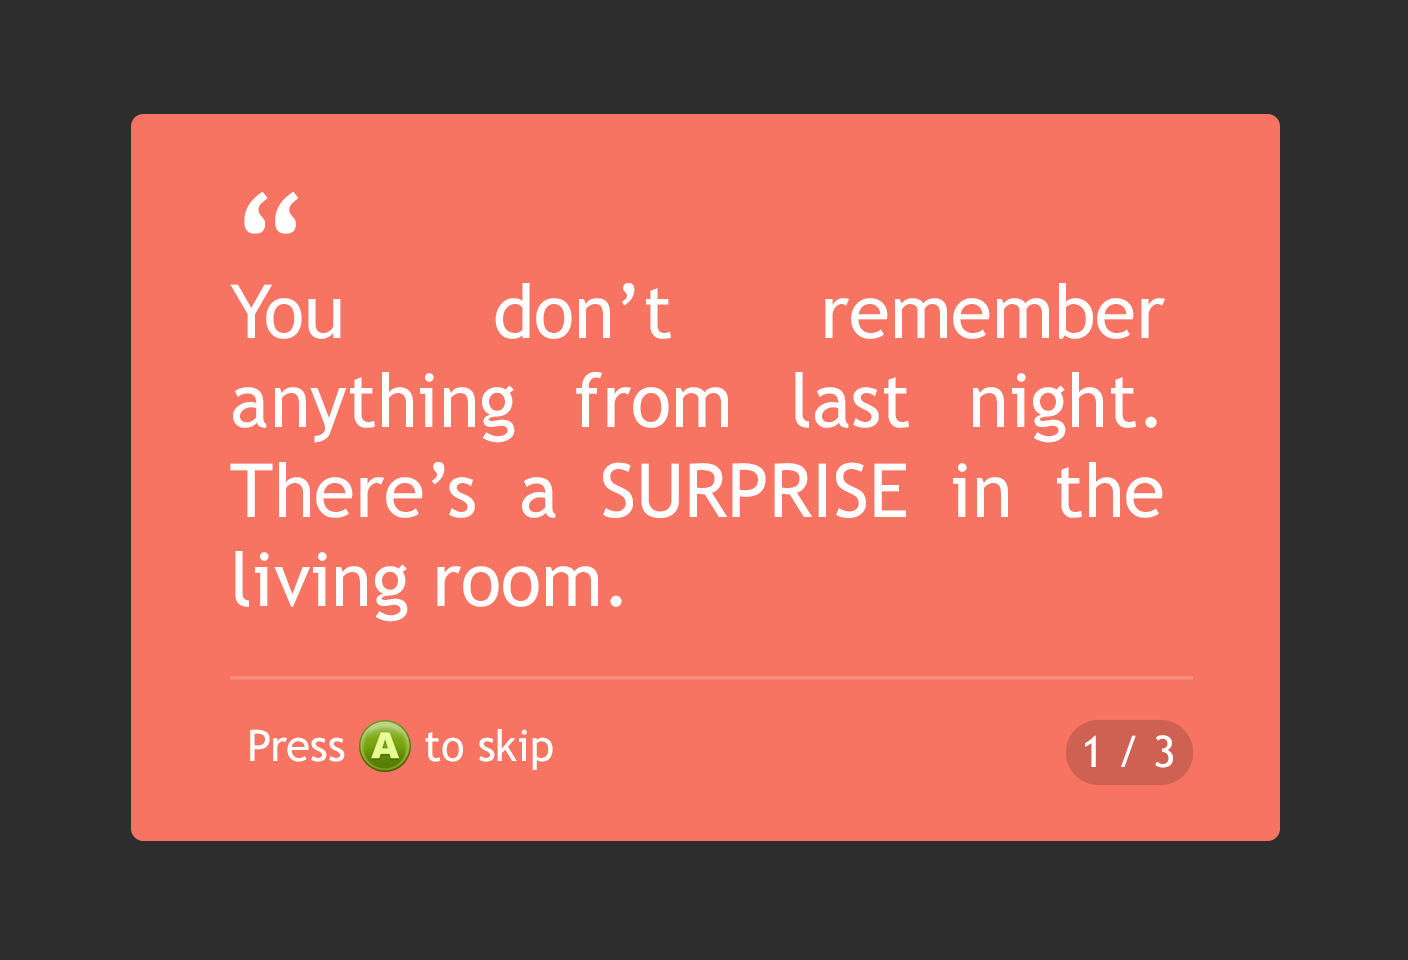 “
You don’t remember
anything from last night.
There’s a SURPRISE in the
living room.
Press A to skip
1 / 3